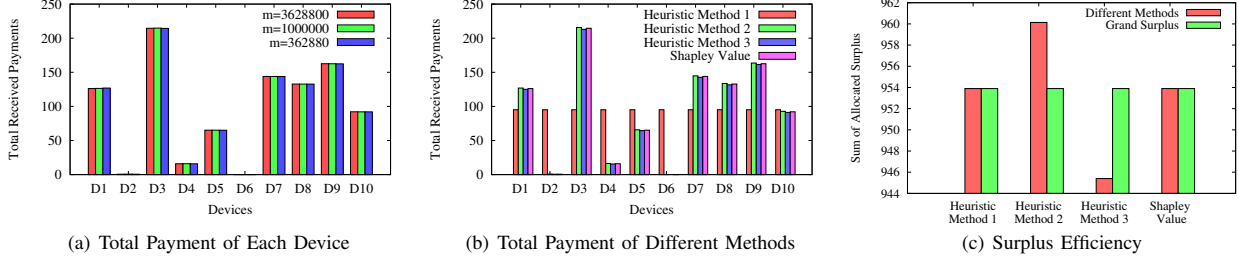 Total Received Payments
250
200
150
100
50
0
m=3628800
m=1000000
m=362880
D1 D2 D3 D4 D5 D6 D7 D8 D9 D10
Devices
(a) Total Payment of Each Device
Total Received Payments
250
200
150
100
50
0
Heuristic Method 1
Heuristic Method 2
Heuristic Method 3
Shapley Value
D1 D2 D3 D4 D5 D6 D7 D8 D9 D10
Devices
(b) Total Payment of Different Methods
Sum of Allocated Surplus
962
960
958
956
954
952
950
948
946
944
Different Methods
Grand Surplus
Heuristic Heuristic Heuristic Shapley
Method 1 Method 2 Method 3 Value
(c) Surplus Efficiency